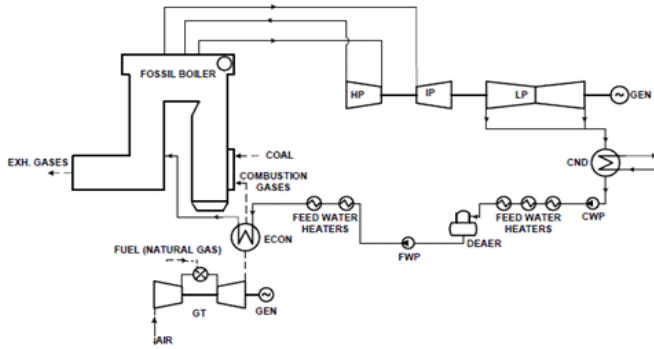 FOSSIL BOILER
HP
IP
LP
GEN
EXH. GASES
COAL
COMBUSTION
GASES
CND
FEED WATER
HEATERS
FEED WATER
HEATERS
CWP
DEAER
FWP
ECON
FUEL (NATURAL GAS)
GT
GEN
AIR